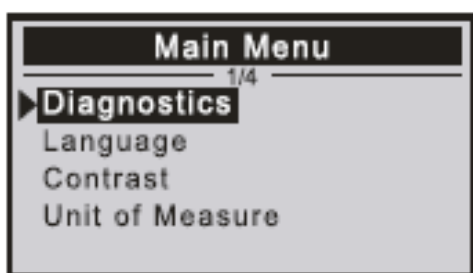 Main Menu
1/4
Diagnostics
Language
Contrast
Unit of Measure